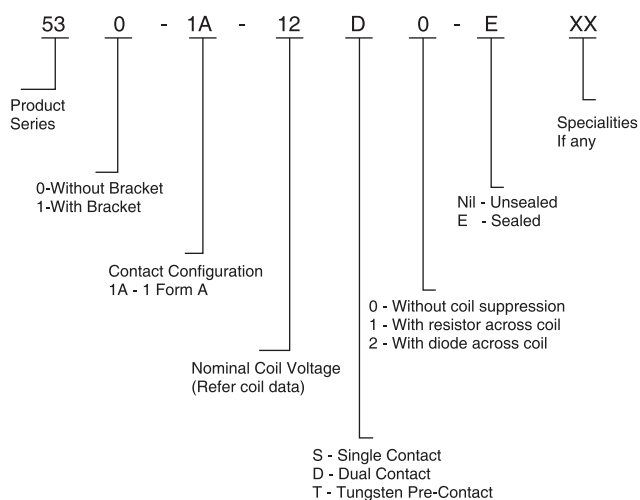 53 0 - 1A - 12 D 0 - E XX
Product
Series
Specialities
If any
0-Without Bracket
1-With Bracket
Nil - Unsealed
E - Sealed
Contact Configuration
1A - 1 Form A
0 - Without coil suppression
1 - With resistor across coil
2 - With diode across coil
Nominal Coil Voltage
(Refer coil data)
S - Single Contact
D - Dual Contact
T - Tungsten Pre-Contact